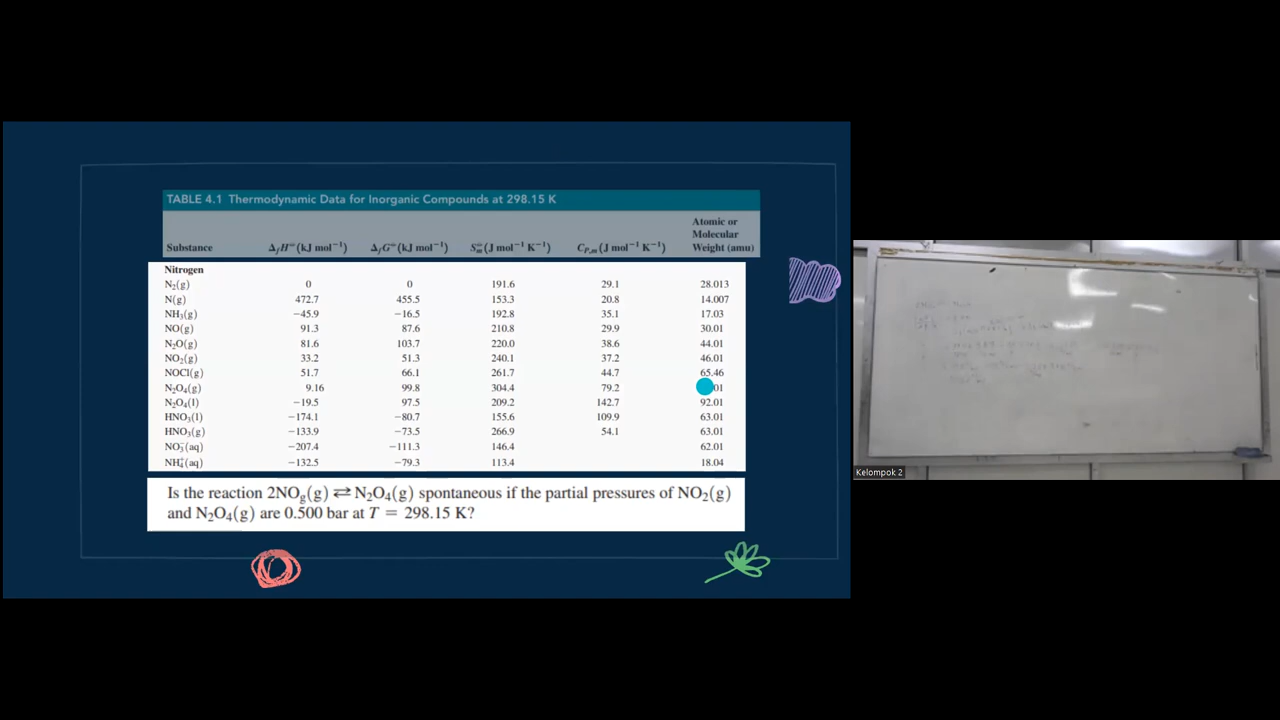 TABLE 4.1 Thermodynamic Data for Inorganic Compounds at 298.15 K
Substance ΔfH°(kJ mol⁻¹) ΔfG°(kJ mol⁻¹) S°m(J mol⁻¹ K⁻¹) CP,m(J mol⁻¹ K⁻¹) Atomic or Molecular Weight (amu)
Nitrogen
N₂(g) 0 0 191.6 29.1 28.013
N(g) 472.7 455.5 153.3 20.8 14.007
NH₃(g) −45.9 −16.5 192.8 35.1 17.03
NO(g) 91.3 87.6 210.8 29.9 30.01
N₂O(g) 81.6 103.7 220.0 38.6 44.01
NO₂(g) 33.2 51.3 240.1 37.2 46.01
NOCl(g) 51.7 66.1 261.7 44.7 65.46
N₂O₄(g) 9.16 99.8 304.4 79.2 01
N₂O₄(l) −19.5 97.5 209.2 142.7 92.01
HNO₃(l) −174.1 −80.7 155.6 109.9 63.01
HNO₃(g) −133.9 −73.5 266.9 54.1 63.01
NO₃⁻(aq) −207.4 −111.3 146.4 62.01
NH₄⁺(aq) −132.5 −79.3 113.4 18.04
Is the reaction 2NOg(g) ⇄ N₂O₄(g) spontaneous if the partial pressures of NO₂(g)
and N₂O₄(g) are 0.500 bar at T = 298.15 K?
Kelompok 2